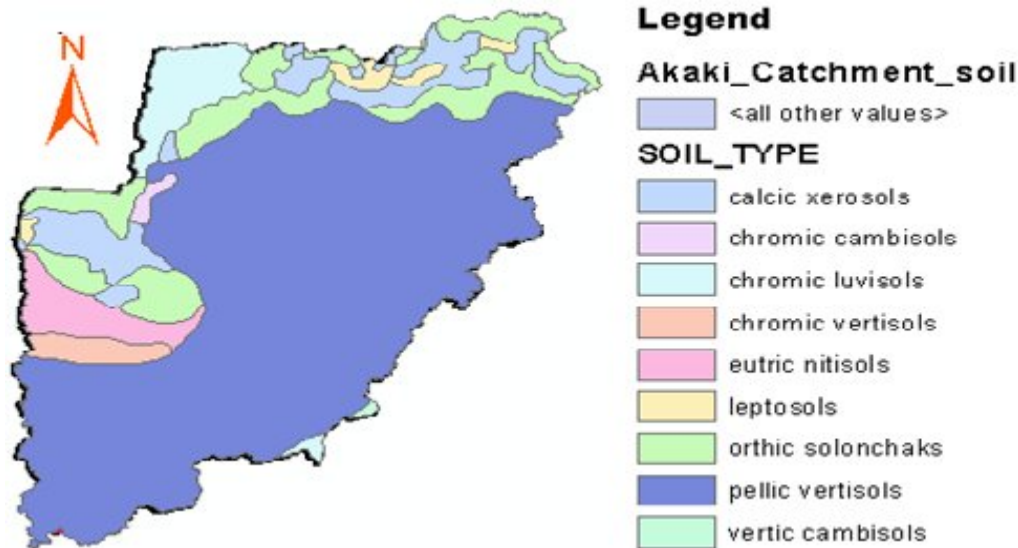 N
Legend
Akaki_Catchment_soil
<all other values>
SOIL_TYPE
calcic xerosols
chromic cambisols
chromic luvisols
chromic vertisols
eutric nitisols
leptosols
orthic solonchaks
pellic vertisols
vertic cambisols